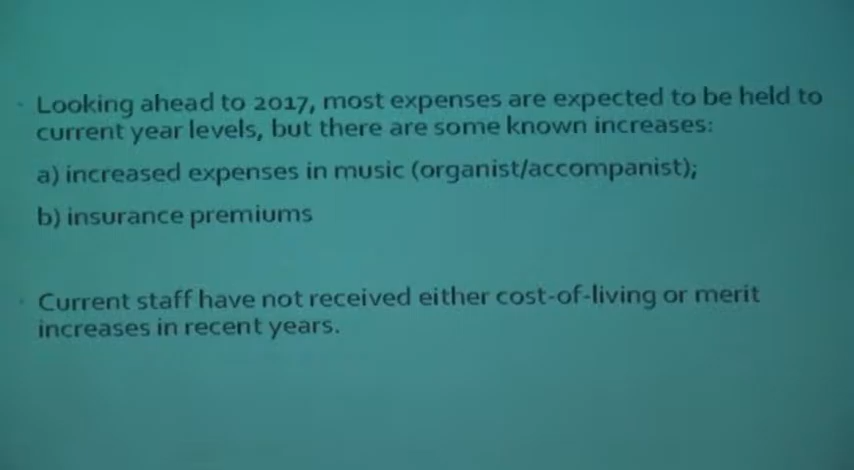 · Looking ahead to 2017, most expenses are expected to be held to
current year levels, but there are some known increases:
a) increased expenses in music (organist/accompanist);
b) insurance premiums
· Current staff have not received either cost-of-living or merit
increases in recent years.